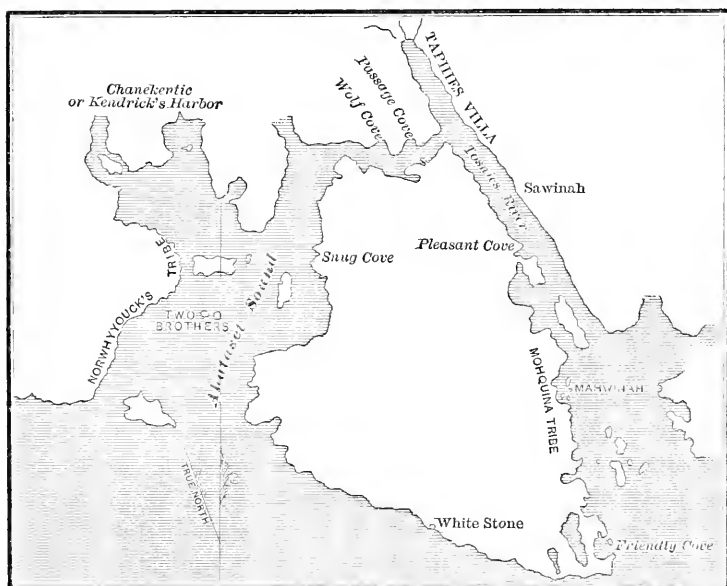 Chanekentic
or Kendrick's Harbor
Passage Cove
Wolf Cove
TAPHIES VILLA
Sawinah
Snug Cove
Pleasant Cove
NORWHYYOUCK'S
TRIBE
TWO
BROTHERS
Sound
MOHQUINA TRIBE
TRUE NORTH
White Stone
Friendly Cove